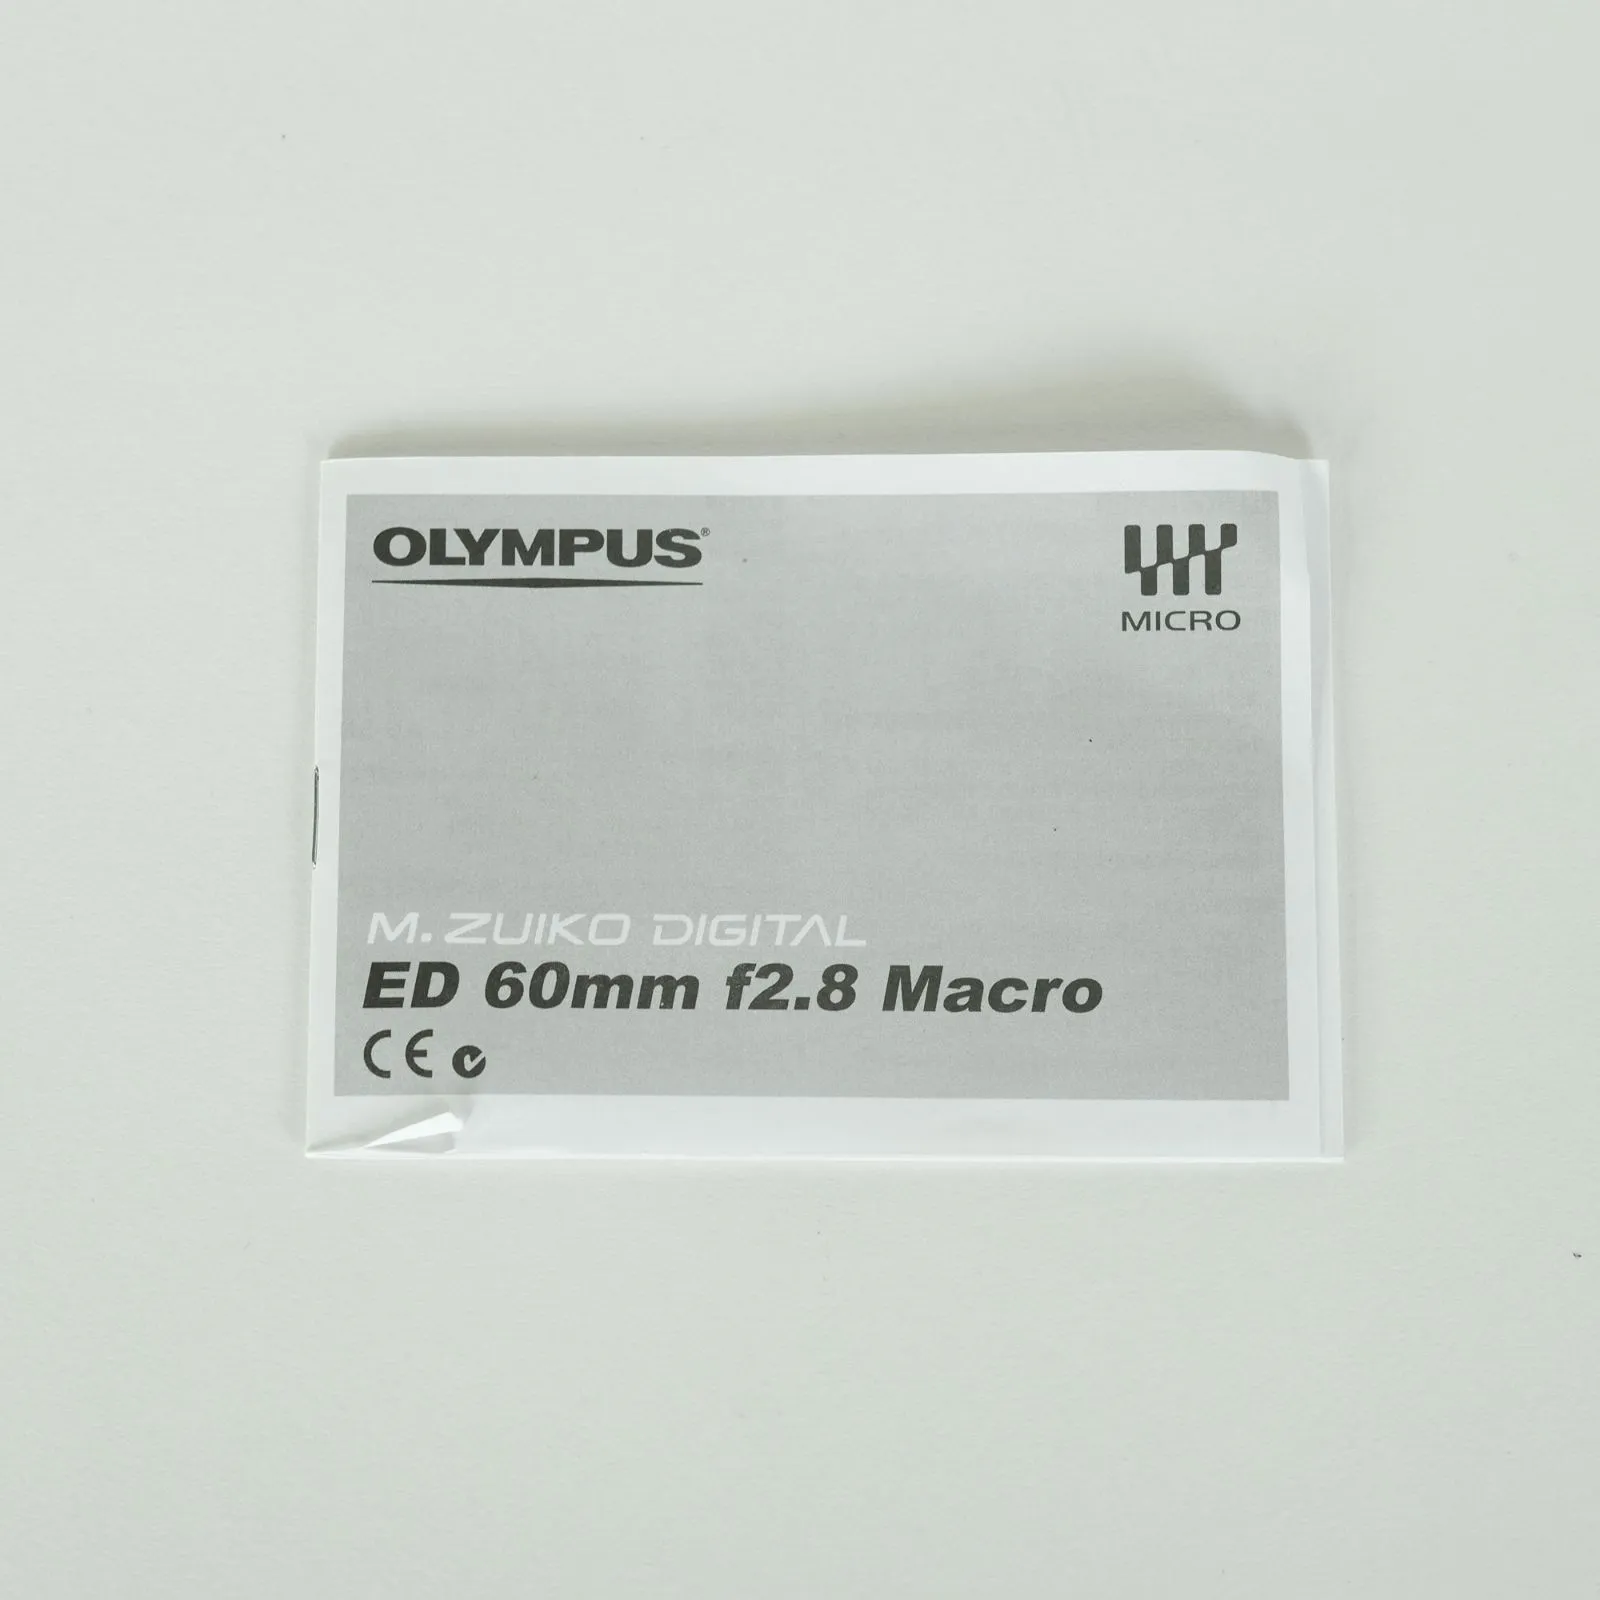 OLYMPUS®
MICRO
M.ZUIKO DIGITAL
ED 60mm f2.8 Macro
CE